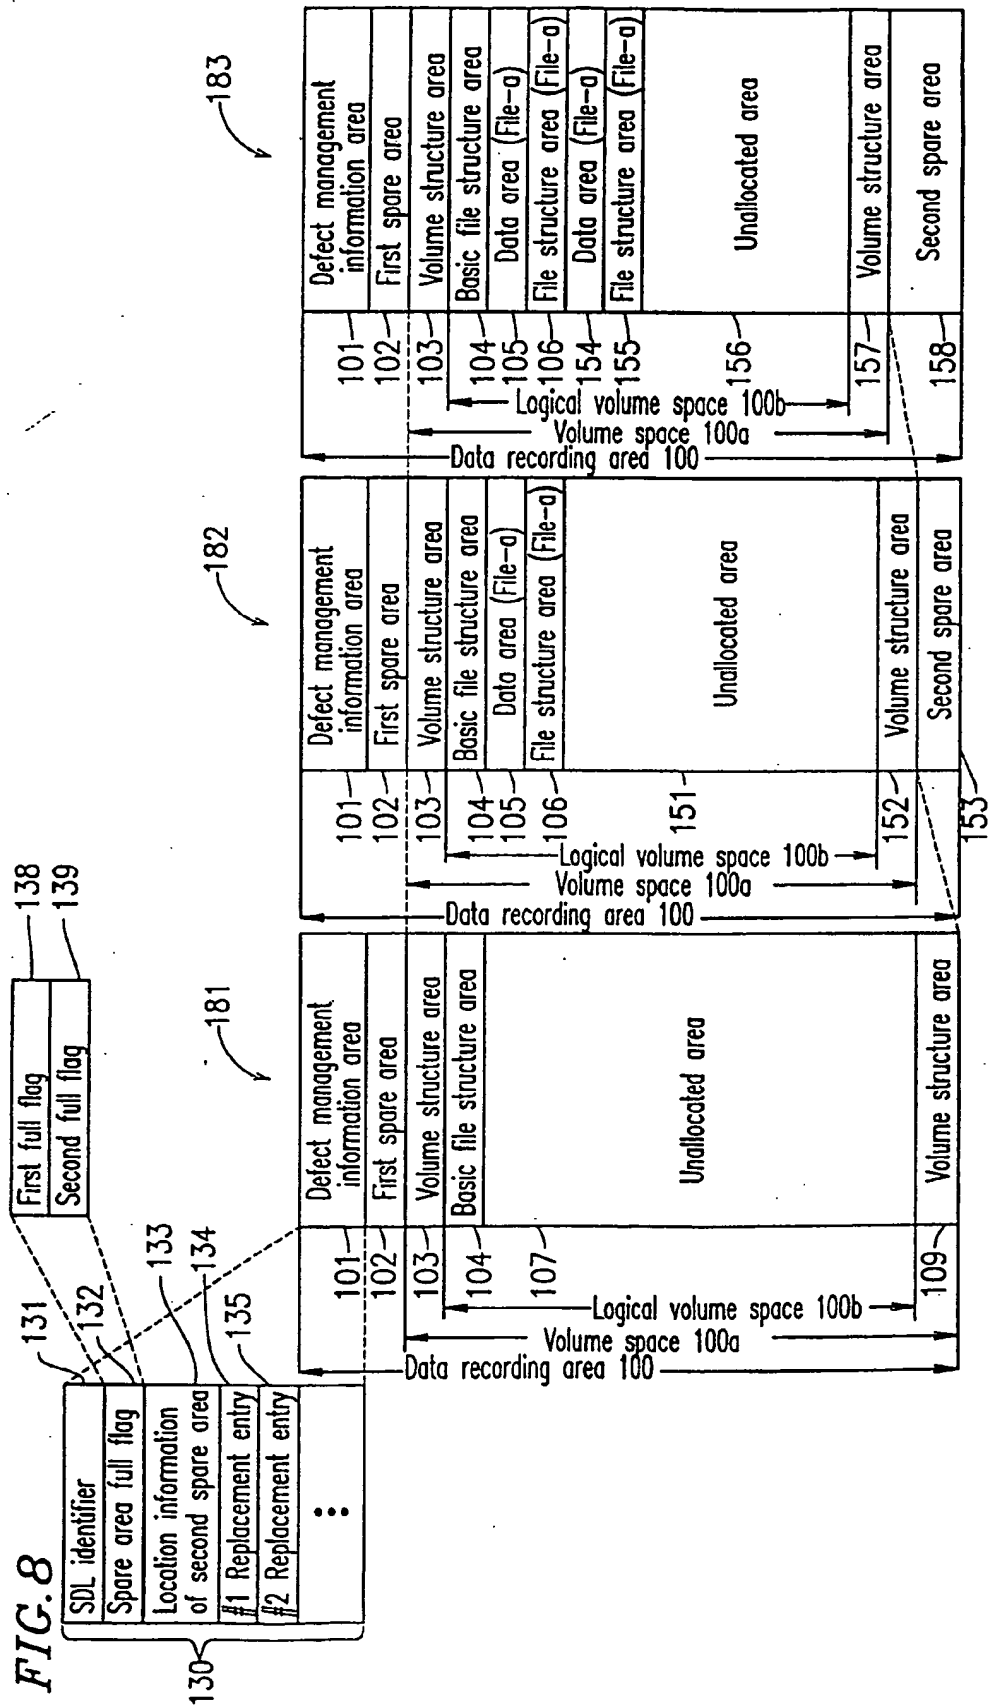 FIG.8
130
SDL identifier
Spare area full flag
Location information
of second spare area
#1 Replacement entry
#2 Replacement entry
131
132
133
134
135
First full flag
Second full flag
138
139
181
Defect management
information area
First spare area
Volume structure area
Basic file structure area
Unallocated area
Volume structure area
101
102
103
104
107
109
Logical volume space 100b
Volume space 100a
Data recording area 100
182
Defect management
information area
First spare area
Volume structure area
Basic file structure area
Data area (File-a)
File structure area (File-a)
Unallocated area
Volume structure area
Second spare area
101
102
103
104
105
106
151
152
153
Logical volume space 100b
Volume space 100a
Data recording area 100
183
Defect management
information area
First spare area
Volume structure area
Basic file structure area
Data area (File-a)
File structure area (File-a)
Data area (File-a)
File structure area (File-a)
Unallocated area
Volume structure area
Second spare area
101
102
103
104
105
106
154
155
156
157
158
Logical volume space 100b
Volume space 100a
Data recording area 100